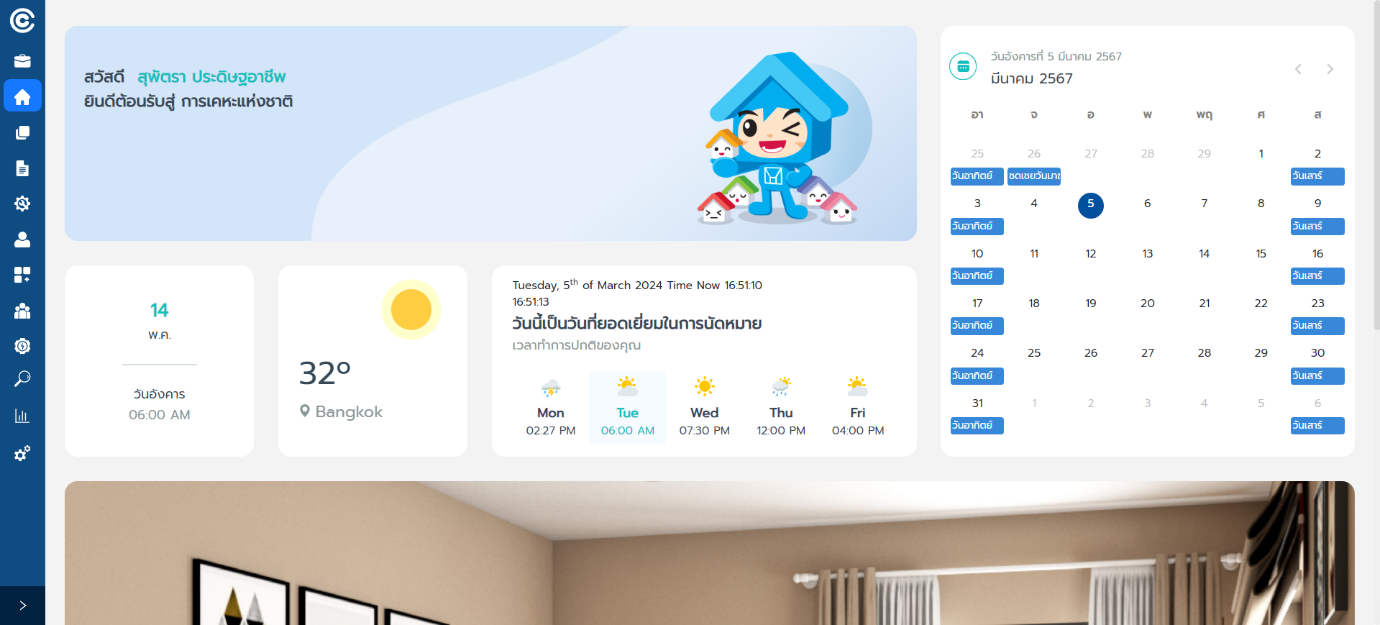 สวัสดี สุพัตรา ประดิษฐอาชีพ
ยินดีต้อนรับสู่ การเคหะแห่งชาติ
14
พ.ค.
วันอังคาร
06:00 AM
32°
Bangkok
Tuesday, 5th of March 2024 Time Now 16:51:10
16:51:13
วันนี้เป็นวันที่ยอดเยี่ยมในการนัดหมาย
เวลาทำการปกติของคุณ
Mon Tue Wed Thu Fri
02:27 PM 06:00 AM 07:30 PM 12:00 PM 04:00 PM
วันอังคารที่ 5 มีนาคม 2567
มีนาคม 2567
อา จ อ พ พฤ ศ ส
25 26 27 28 29 1 2
วันอาทิตย์ ชดเชยวันมาฆ วันเสาร์
3 4 5 6 7 8 9
วันอาทิตย์ วันเสาร์
10 11 12 13 14 15 16
วันอาทิตย์ วันเสาร์
17 18 19 20 21 22 23
วันอาทิตย์ วันเสาร์
24 25 26 27 28 29 30
วันอาทิตย์ วันเสาร์
31 1 2 3 4 5 6
วันอาทิตย์ วันเสาร์